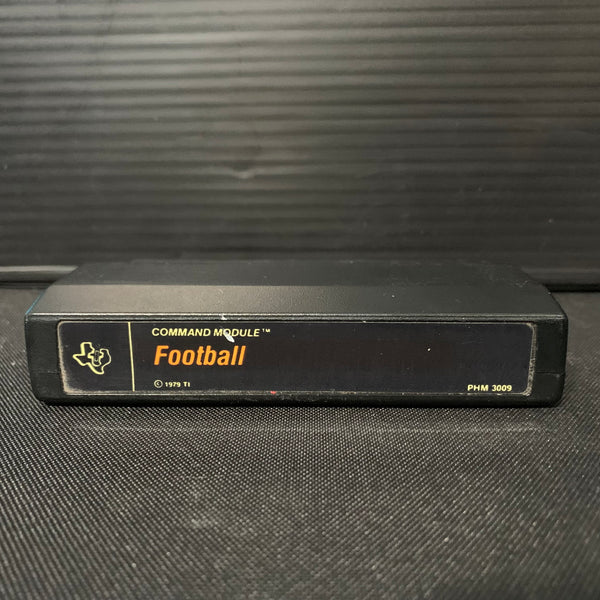 COMMAND MODULE™
Football
© 1979 TI
PHM 3009